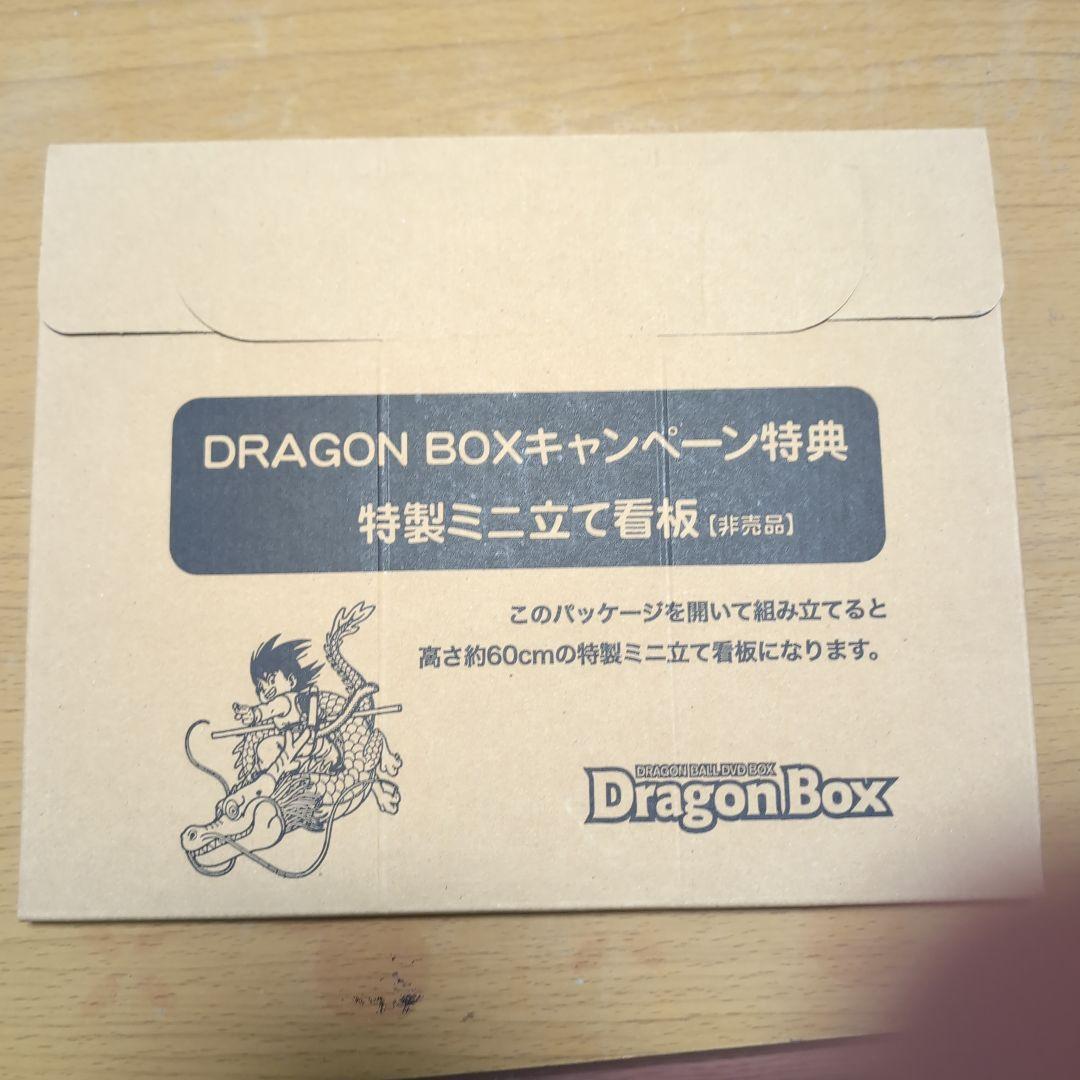 DRAGON BOXキャンペーン特典
特製ミニ立て看板【非売品】
このパッケージを開いて組み立てると
高さ約60cmの特製ミニ立て看板になります。
DRAGON BALL DVD BOX
Dragon Box